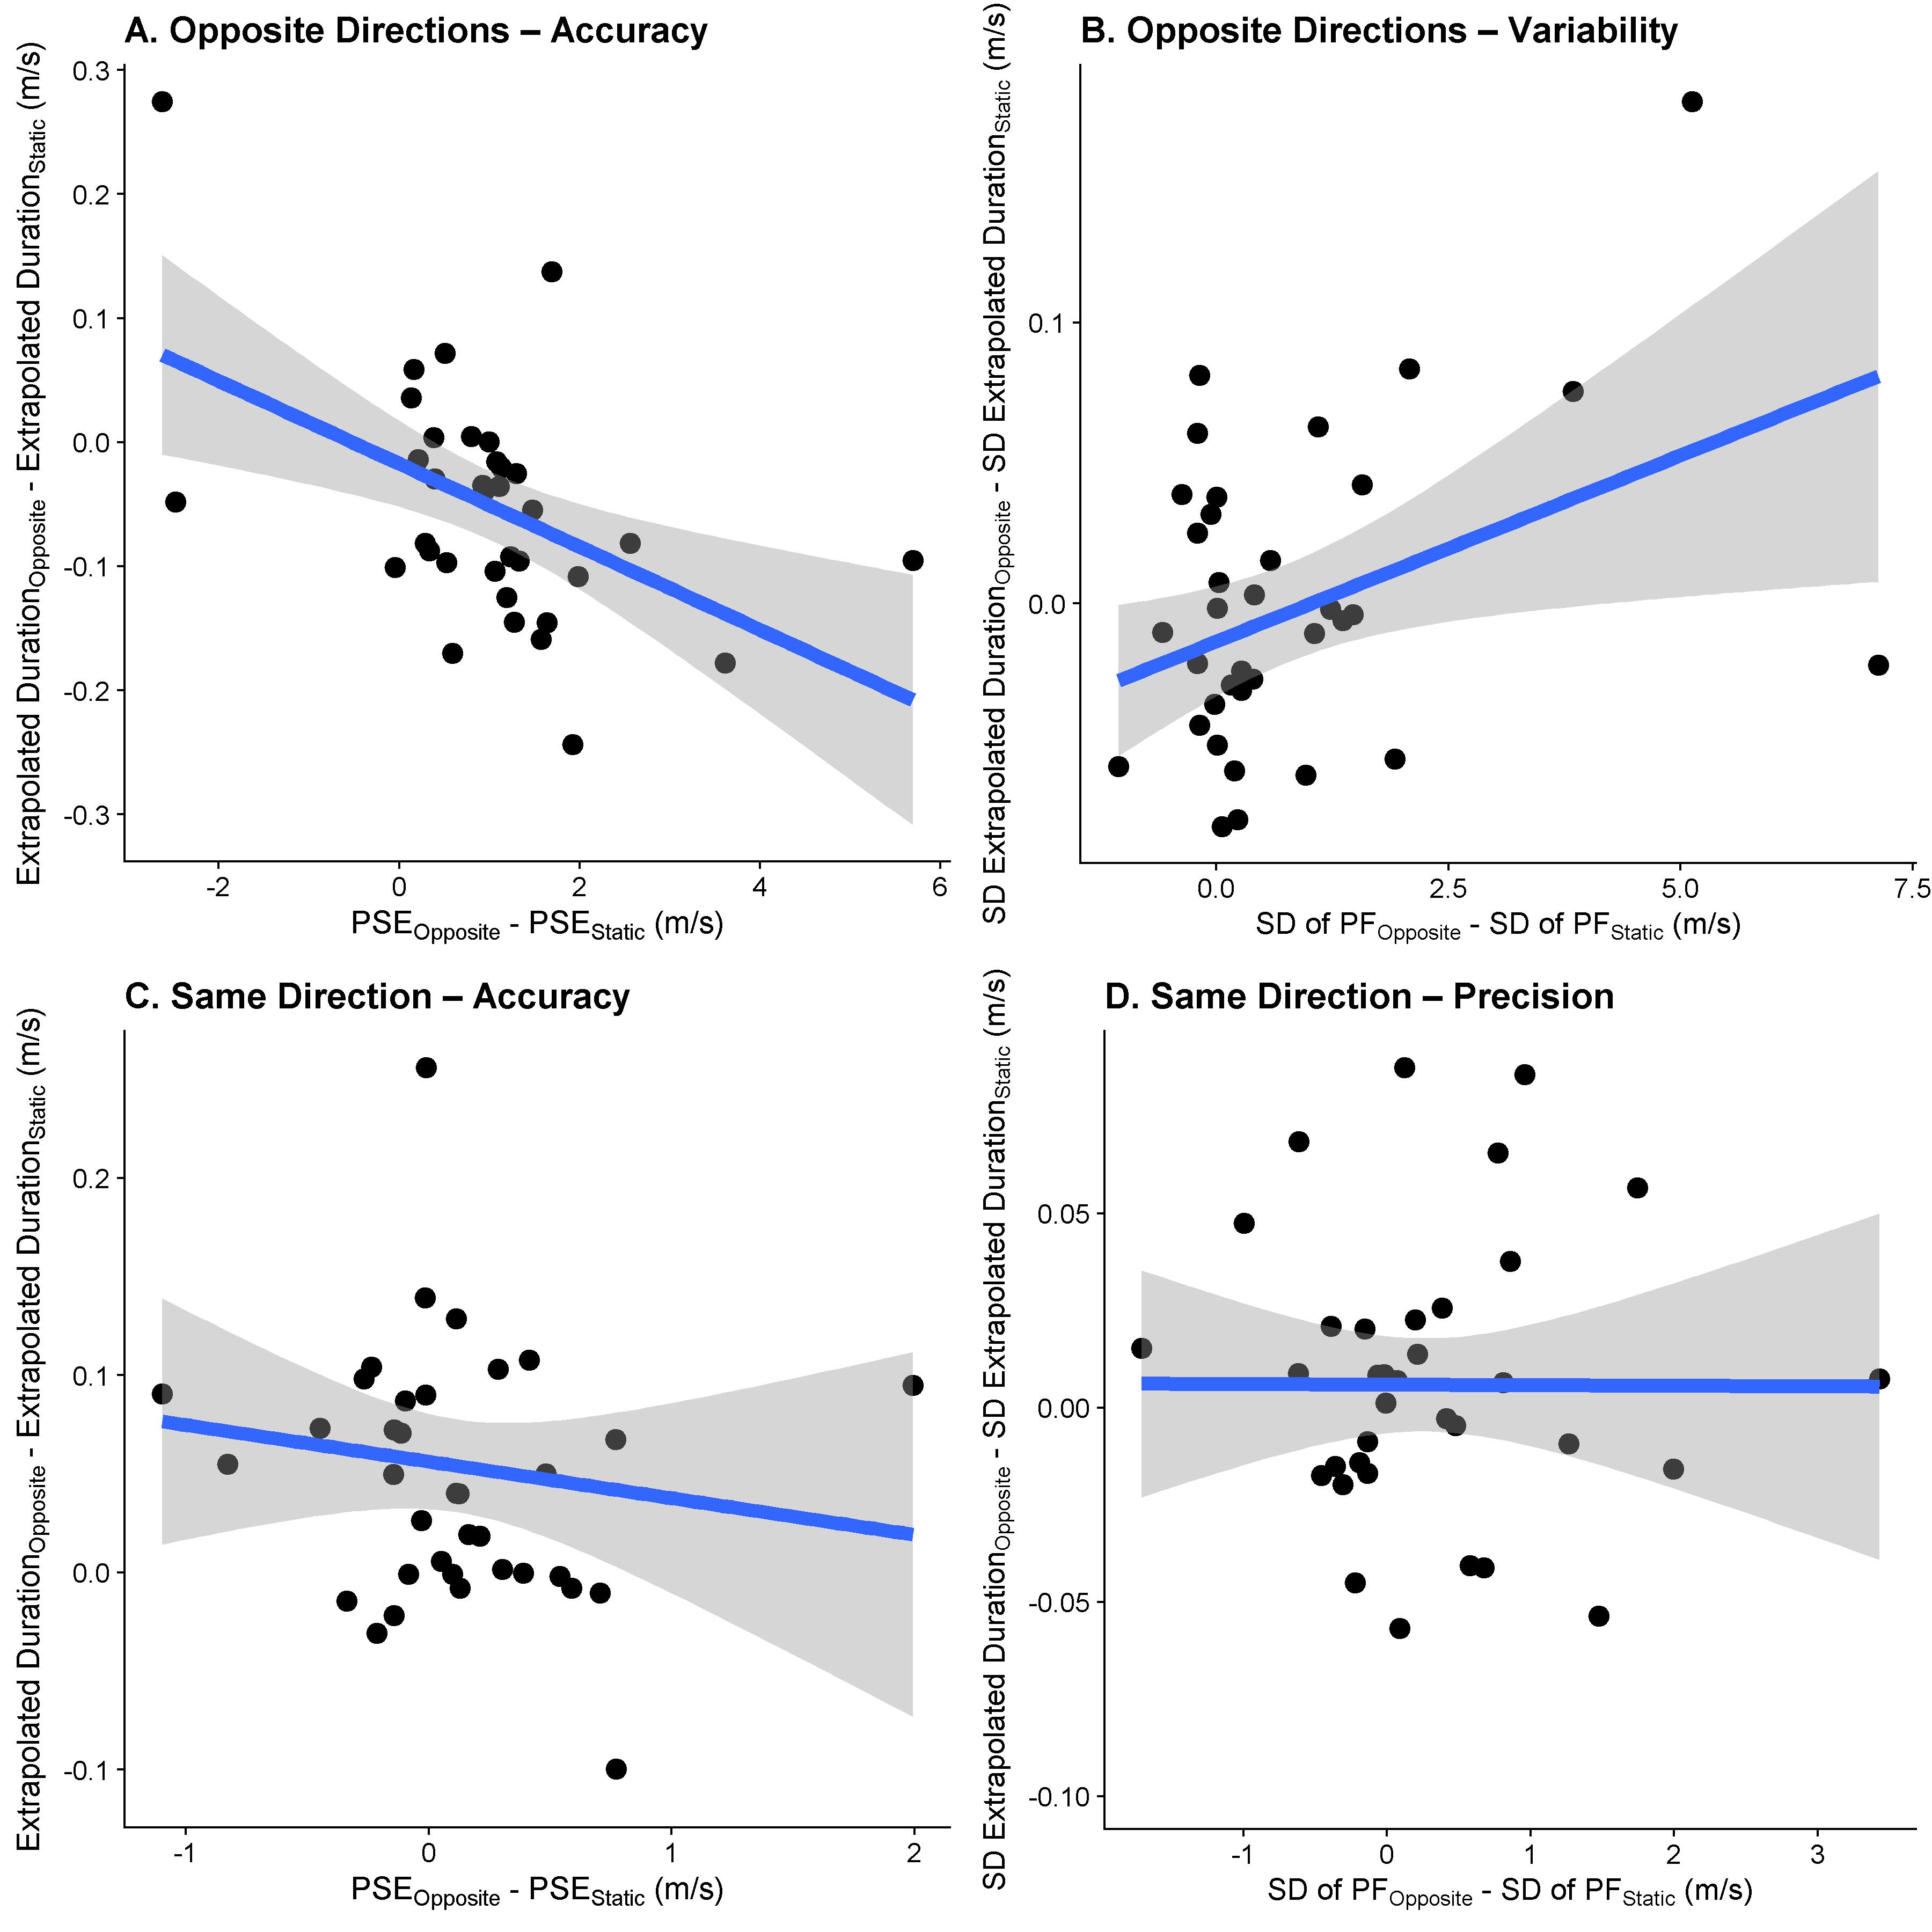 A. Opposite Directions – Accuracy
Extrapolated DurationOpposite - Extrapolated DurationStatic (m/s)
0.3
0.2
0.1
0.0
-0.1
-0.2
-0.3
-2 0 2 4 6
PSEOpposite - PSEStatic (m/s)
B. Opposite Directions – Variability
SD Extrapolated DurationOpposite - SD Extrapolated DurationStatic (m/s)
0.1
0.0
0.0 2.5 5.0 7.5
SD of PFOpposite - SD of PFStatic (m/s)
C. Same Direction – Accuracy
Extrapolated DurationOpposite - Extrapolated DurationStatic (m/s)
0.2
0.1
0.0
-0.1
-1 0 1 2
PSEOpposite - PSEStatic (m/s)
D. Same Direction – Precision
SD Extrapolated DurationOpposite - SD Extrapolated DurationStatic (m/s)
0.05
0.00
-0.05
-0.10
-1 0 1 2 3
SD of PFOpposite - SD of PFStatic (m/s)